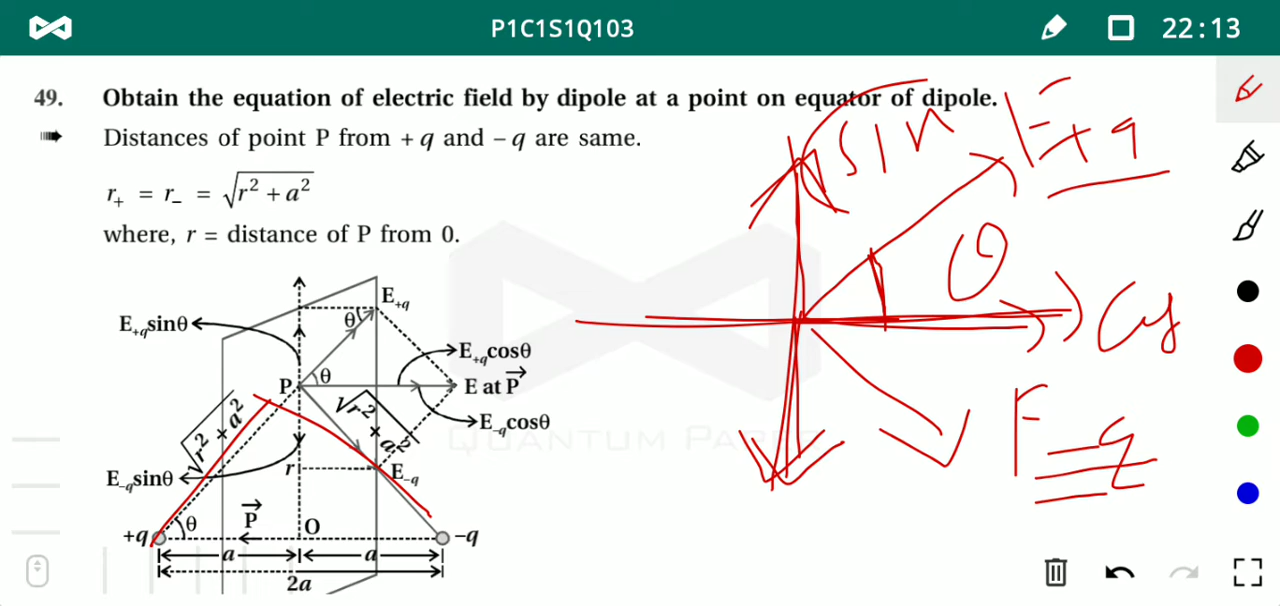 P1C1S1Q103
22:13
49. Obtain the equation of electric field by dipole at a point on equator of dipole.
Distances of point P from + q and − q are same.
r₊ = r₋ = √(r² + a²)
where, r = distance of P from 0.
E₊q
E₊qsinθ
θ
E₊qcosθ
P
θ
E at P⃗
√r² + a²
√r² + a²
E₋qcosθ
QUANTUM PAPER
E₋qsinθ
r
E₋q
+q
θ
P⃗
O
−q
a
a
2a
sin
E+q
θ
E−q